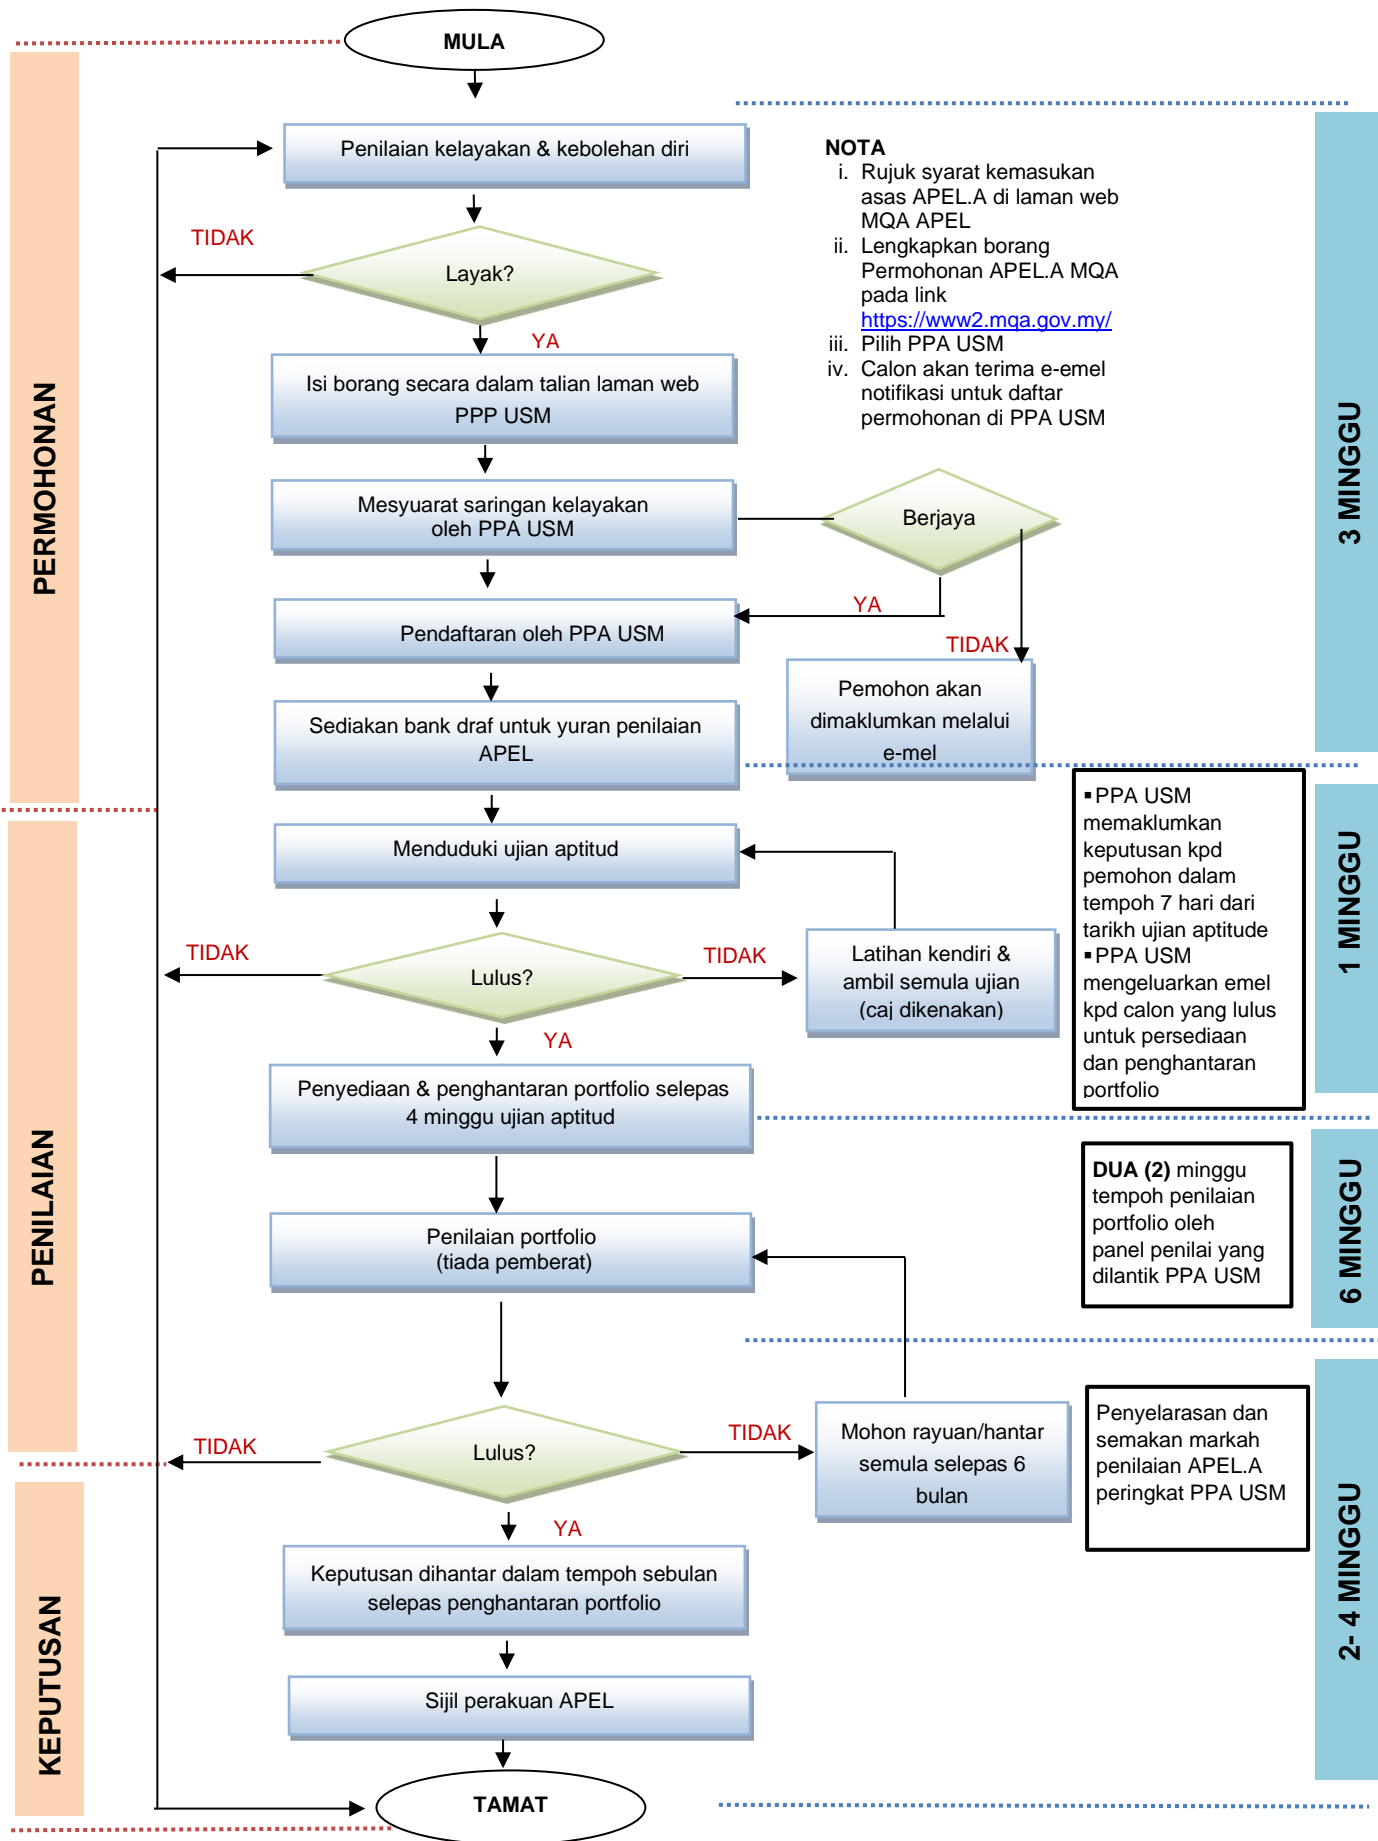 MULA
PERMOHONAN
Penilaian kelayakan & kebolehan diri
NOTA
i. Rujuk syarat kemasukan
asas APEL.A di laman web
MQA APEL
ii. Lengkapkan borang
Permohonan APEL.A MQA
pada link
https://www2.mqa.gov.my/
iii. Pilih PPA USM
iv. Calon akan terima e-emel
notifikasi untuk daftar
permohonan di PPA USM
3 MINGGU
TIDAK
Layak?
YA
Isi borang secara dalam talian laman web
PPP USM
Mesyuarat saringan kelayakan
oleh PPA USM
Berjaya
YA
TIDAK
Pendaftaran oleh PPA USM
Pemohon akan
dimaklumkan melalui
e-mel
Sediakan bank draf untuk yuran penilaian
APEL
PENILAIAN
Menduduki ujian aptitud
▪PPA USM
memaklumkan
keputusan kpd
pemohon dalam
tempoh 7 hari dari
tarikh ujian aptitude
▪PPA USM
mengeluarkan emel
kpd calon yang lulus
untuk persediaan
dan penghantaran
portfolio
1 MINGGU
TIDAK
Lulus?
TIDAK
Latihan kendiri &
ambil semula ujian
(caj dikenakan)
YA
Penyediaan & penghantaran portfolio selepas
4 minggu ujian aptitud
DUA (2) minggu
tempoh penilaian
portfolio oleh
panel penilai yang
dilantik PPA USM
6 MINGGU
Penilaian portfolio
(tiada pemberat)
TIDAK
Lulus?
TIDAK
Mohon rayuan/hantar
semula selepas 6
bulan
Penyelarasan dan
semakan markah
penilaian APEL.A
peringkat PPA USM
2- 4 MINGGU
YA
KEPUTUSAN
Keputusan dihantar dalam tempoh sebulan
selepas penghantaran portfolio
Sijil perakuan APEL
TAMAT